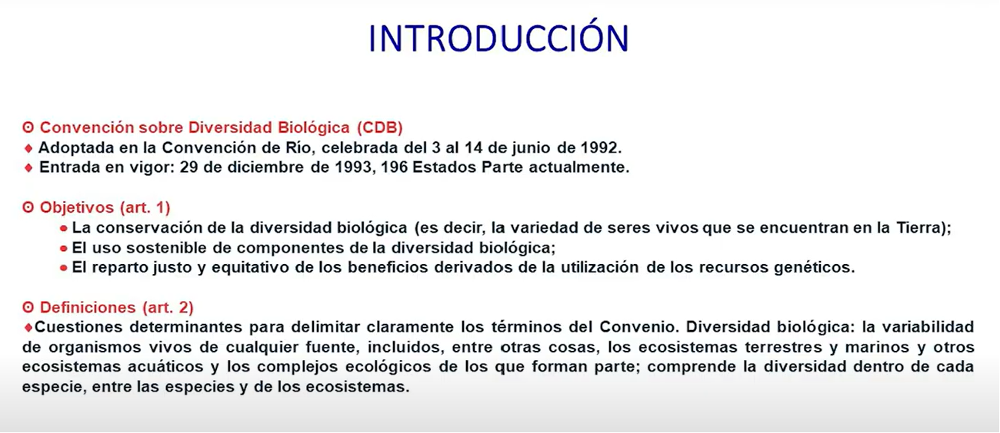 INTRODUCCIÓN
ʘ Convención sobre Diversidad Biológica (CDB)
♦ Adoptada en la Convención de Río, celebrada del 3 al 14 de junio de 1992.
♦ Entrada en vigor: 29 de diciembre de 1993, 196 Estados Parte actualmente.
ʘ Objetivos (art. 1)
• La conservación de la diversidad biológica (es decir, la variedad de seres vivos que se encuentran en la Tierra);
• El uso sostenible de componentes de la diversidad biológica;
• El reparto justo y equitativo de los beneficios derivados de la utilización de los recursos genéticos.
ʘ Definiciones (art. 2)
♦Cuestiones determinantes para delimitar claramente los términos del Convenio. Diversidad biológica: la variabilidad
de organismos vivos de cualquier fuente, incluidos, entre otras cosas, los ecosistemas terrestres y marinos y otros
ecosistemas acuáticos y los complejos ecológicos de los que forman parte; comprende la diversidad dentro de cada
especie, entre las especies y de los ecosistemas.